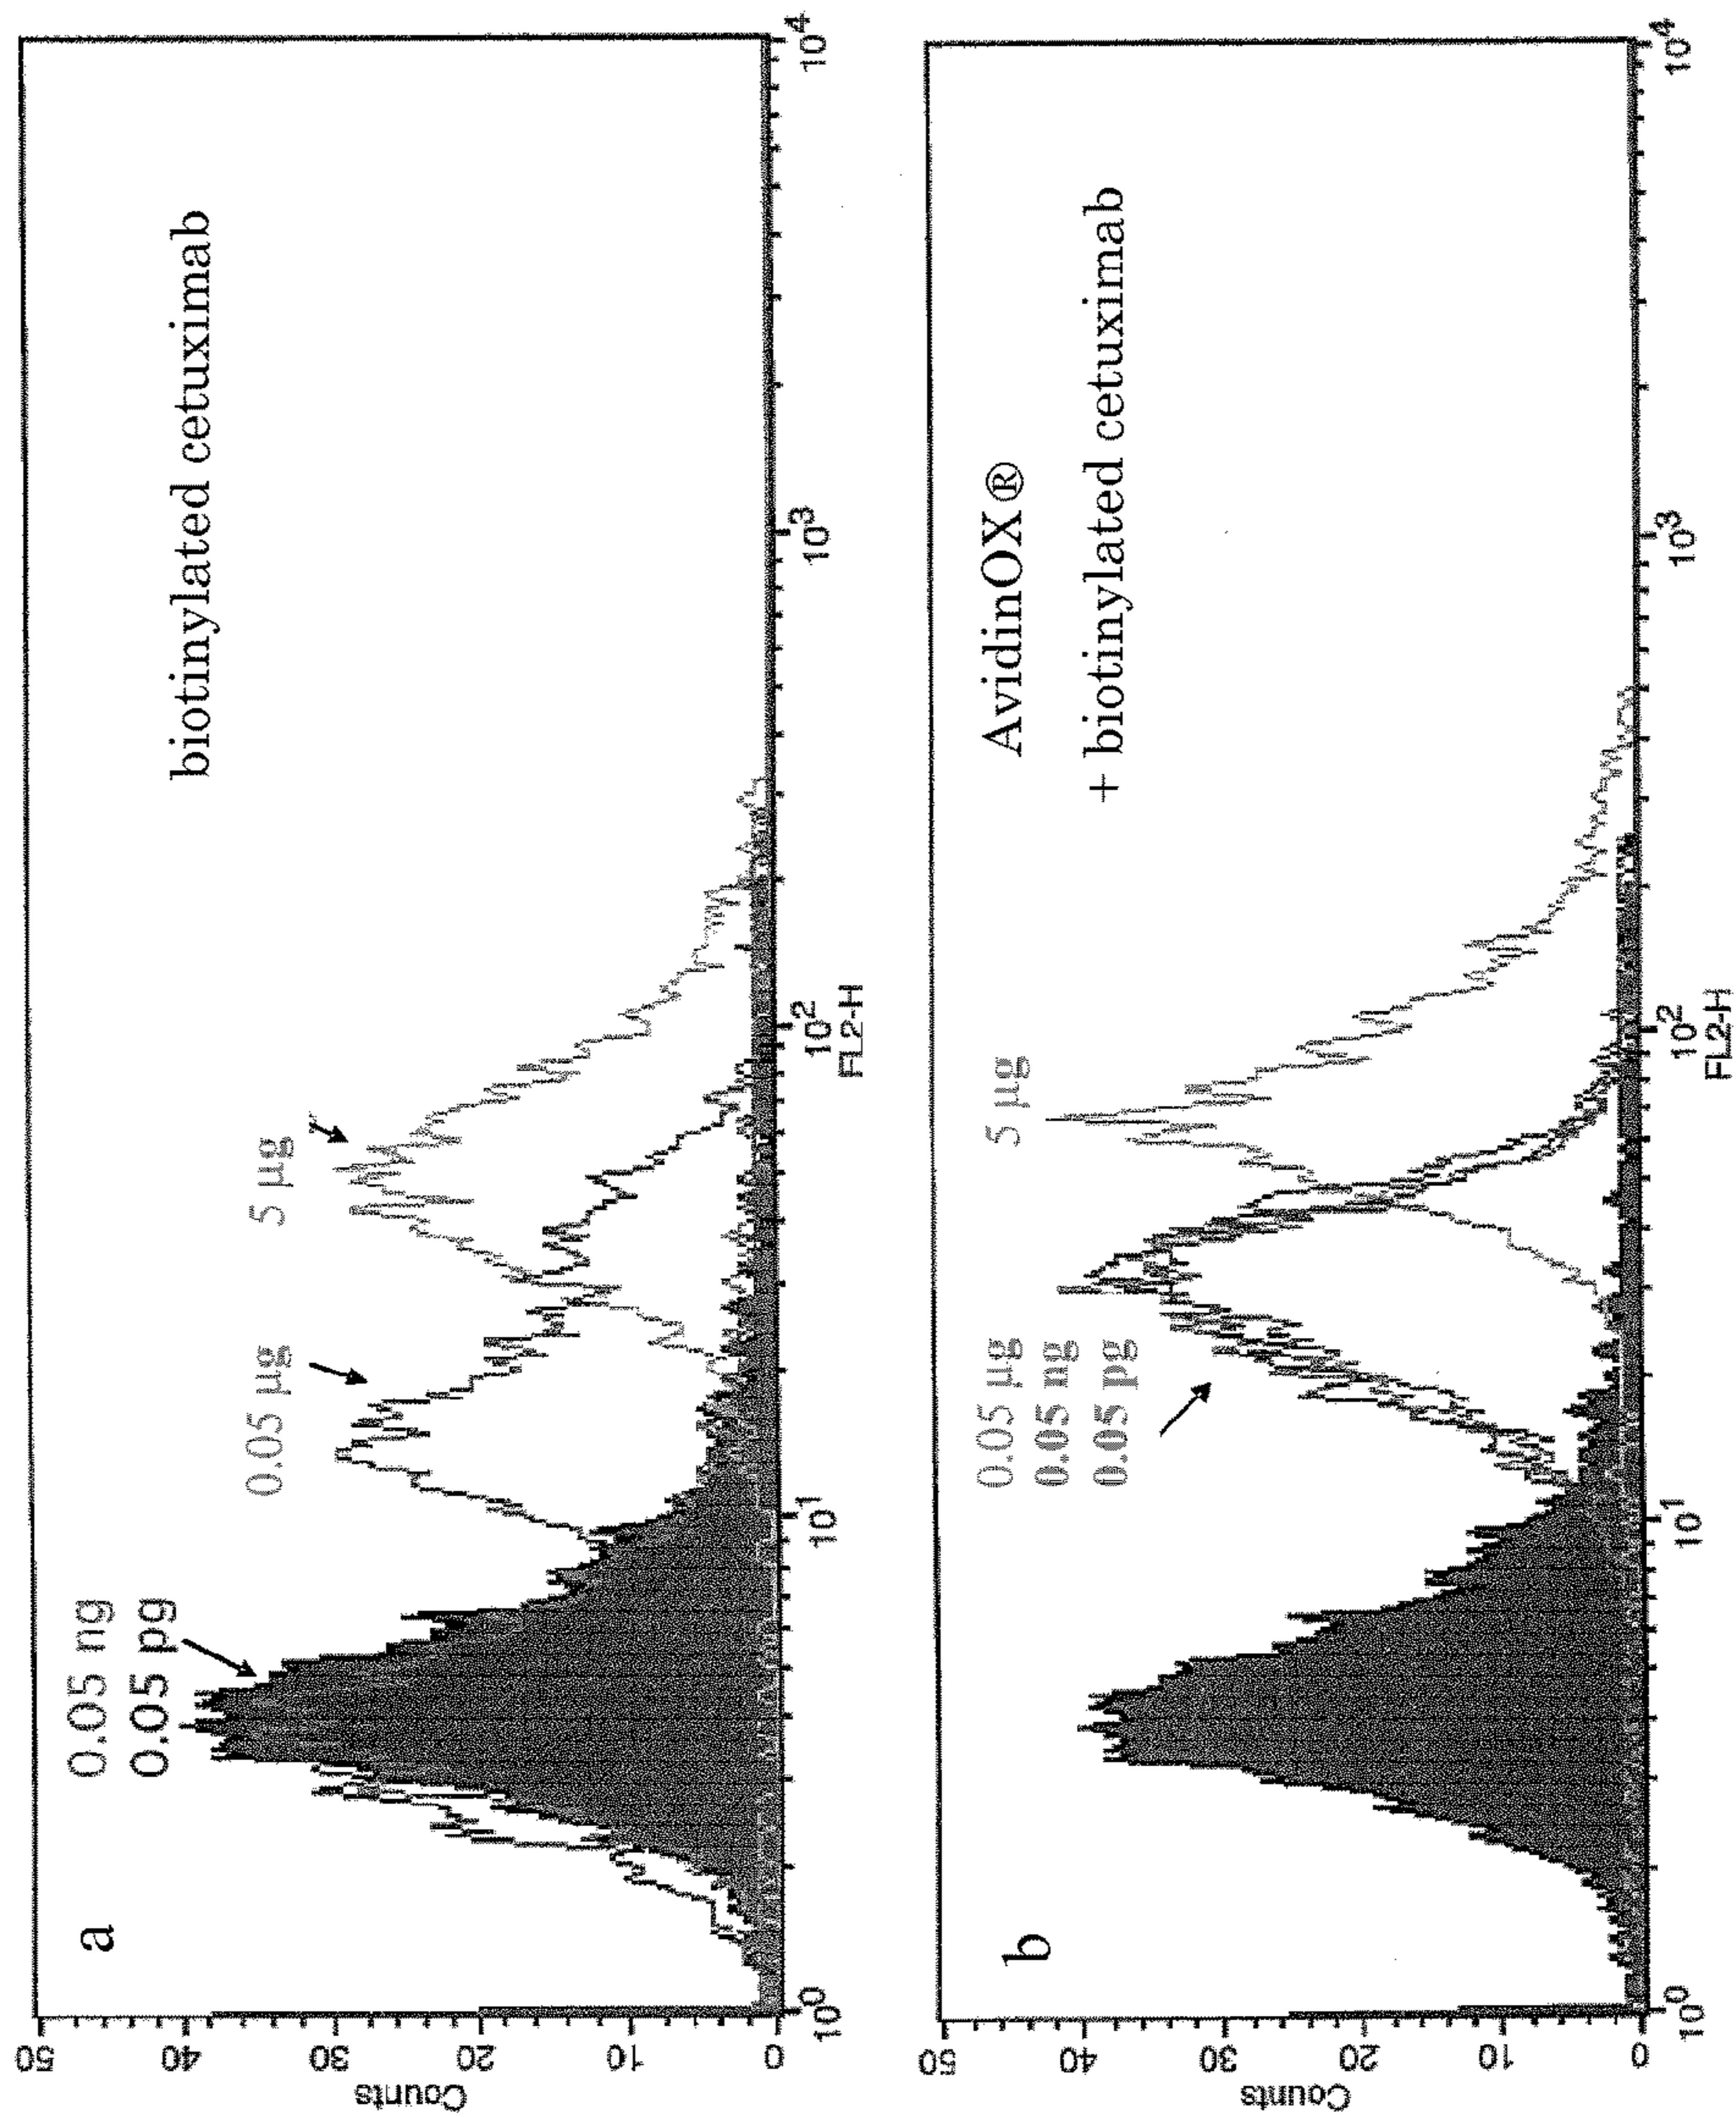 a
biotinylated cetuximab
0.05 ng
0.05 pg
0.05 µg
5 µg
Counts
50
40
30
20
10
0
10⁰
10¹
10²
10³
10⁴
FL2-H
b
AvidinOX®
+ biotinylated cetuximab
5 µg
0.05 µg
0.05 ng
0.05 pg
Counts
50
40
30
20
10
0
10⁰
10¹
10²
10³
10⁴
FL2-H